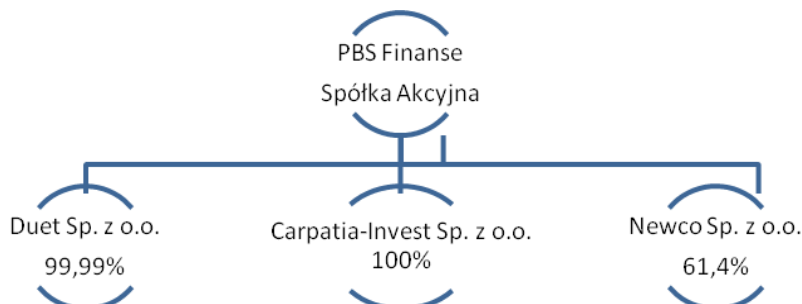 PBS Finanse
Spółka Akcyjna
Duet Sp. z o.o.
99,99%
Carpatia-Invest Sp. z o.o.
100%
Newco Sp. z o.o.
61,4%